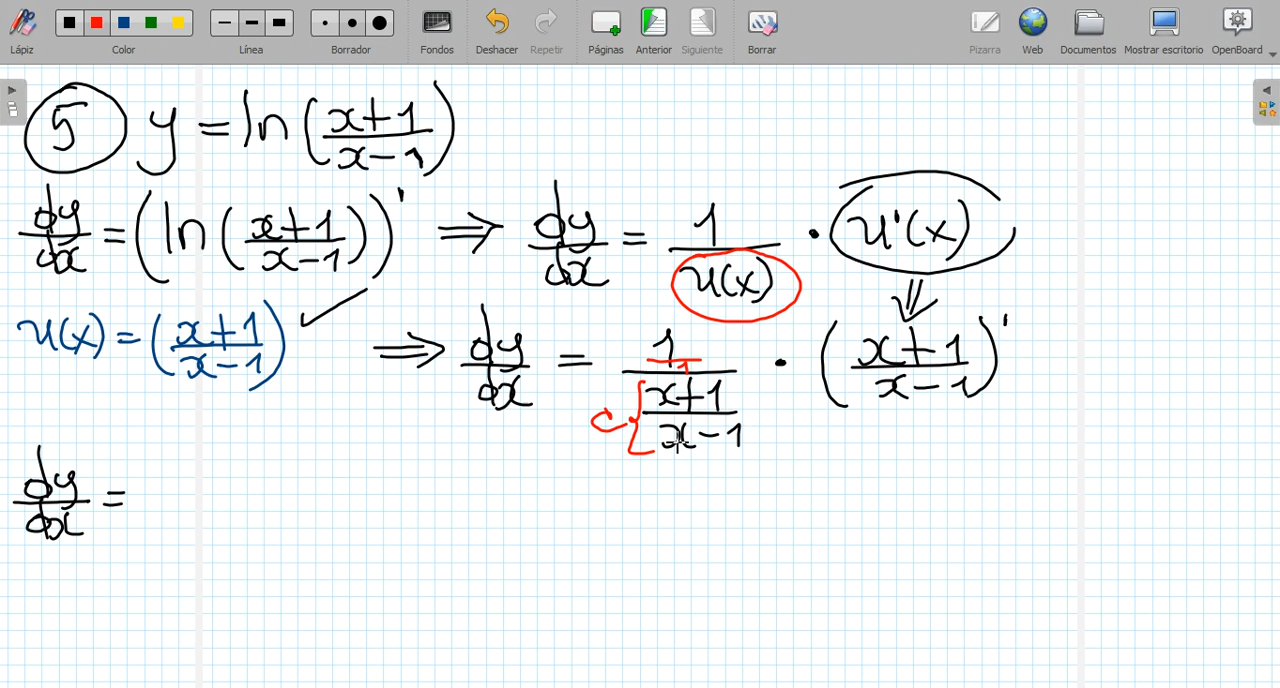 Lápiz Color Línea Borrador Fondos Deshacer Repetir Páginas Anterior Siguiente Borrar Pizarra Web Documentos Mostrar escritorio OpenBoard
5 y = ln((x+1)/(x-1))
dy/dx = (ln((x+1)/(x-1)))' ⇒ dy/dx = 1/u(x) · u'(x)
u(x) = ((x+1)/(x-1)) ✓ ⇒ dy/dx = (1/1)/((x+1)/(x-1)) · ((x+1)/(x-1))'
dy/dx =